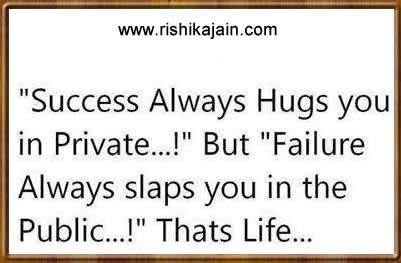 www.rishikajain.com
"Success Always Hugs you
in Private...!" But "Failure
Always slaps you in the
Public...!" Thats Life...